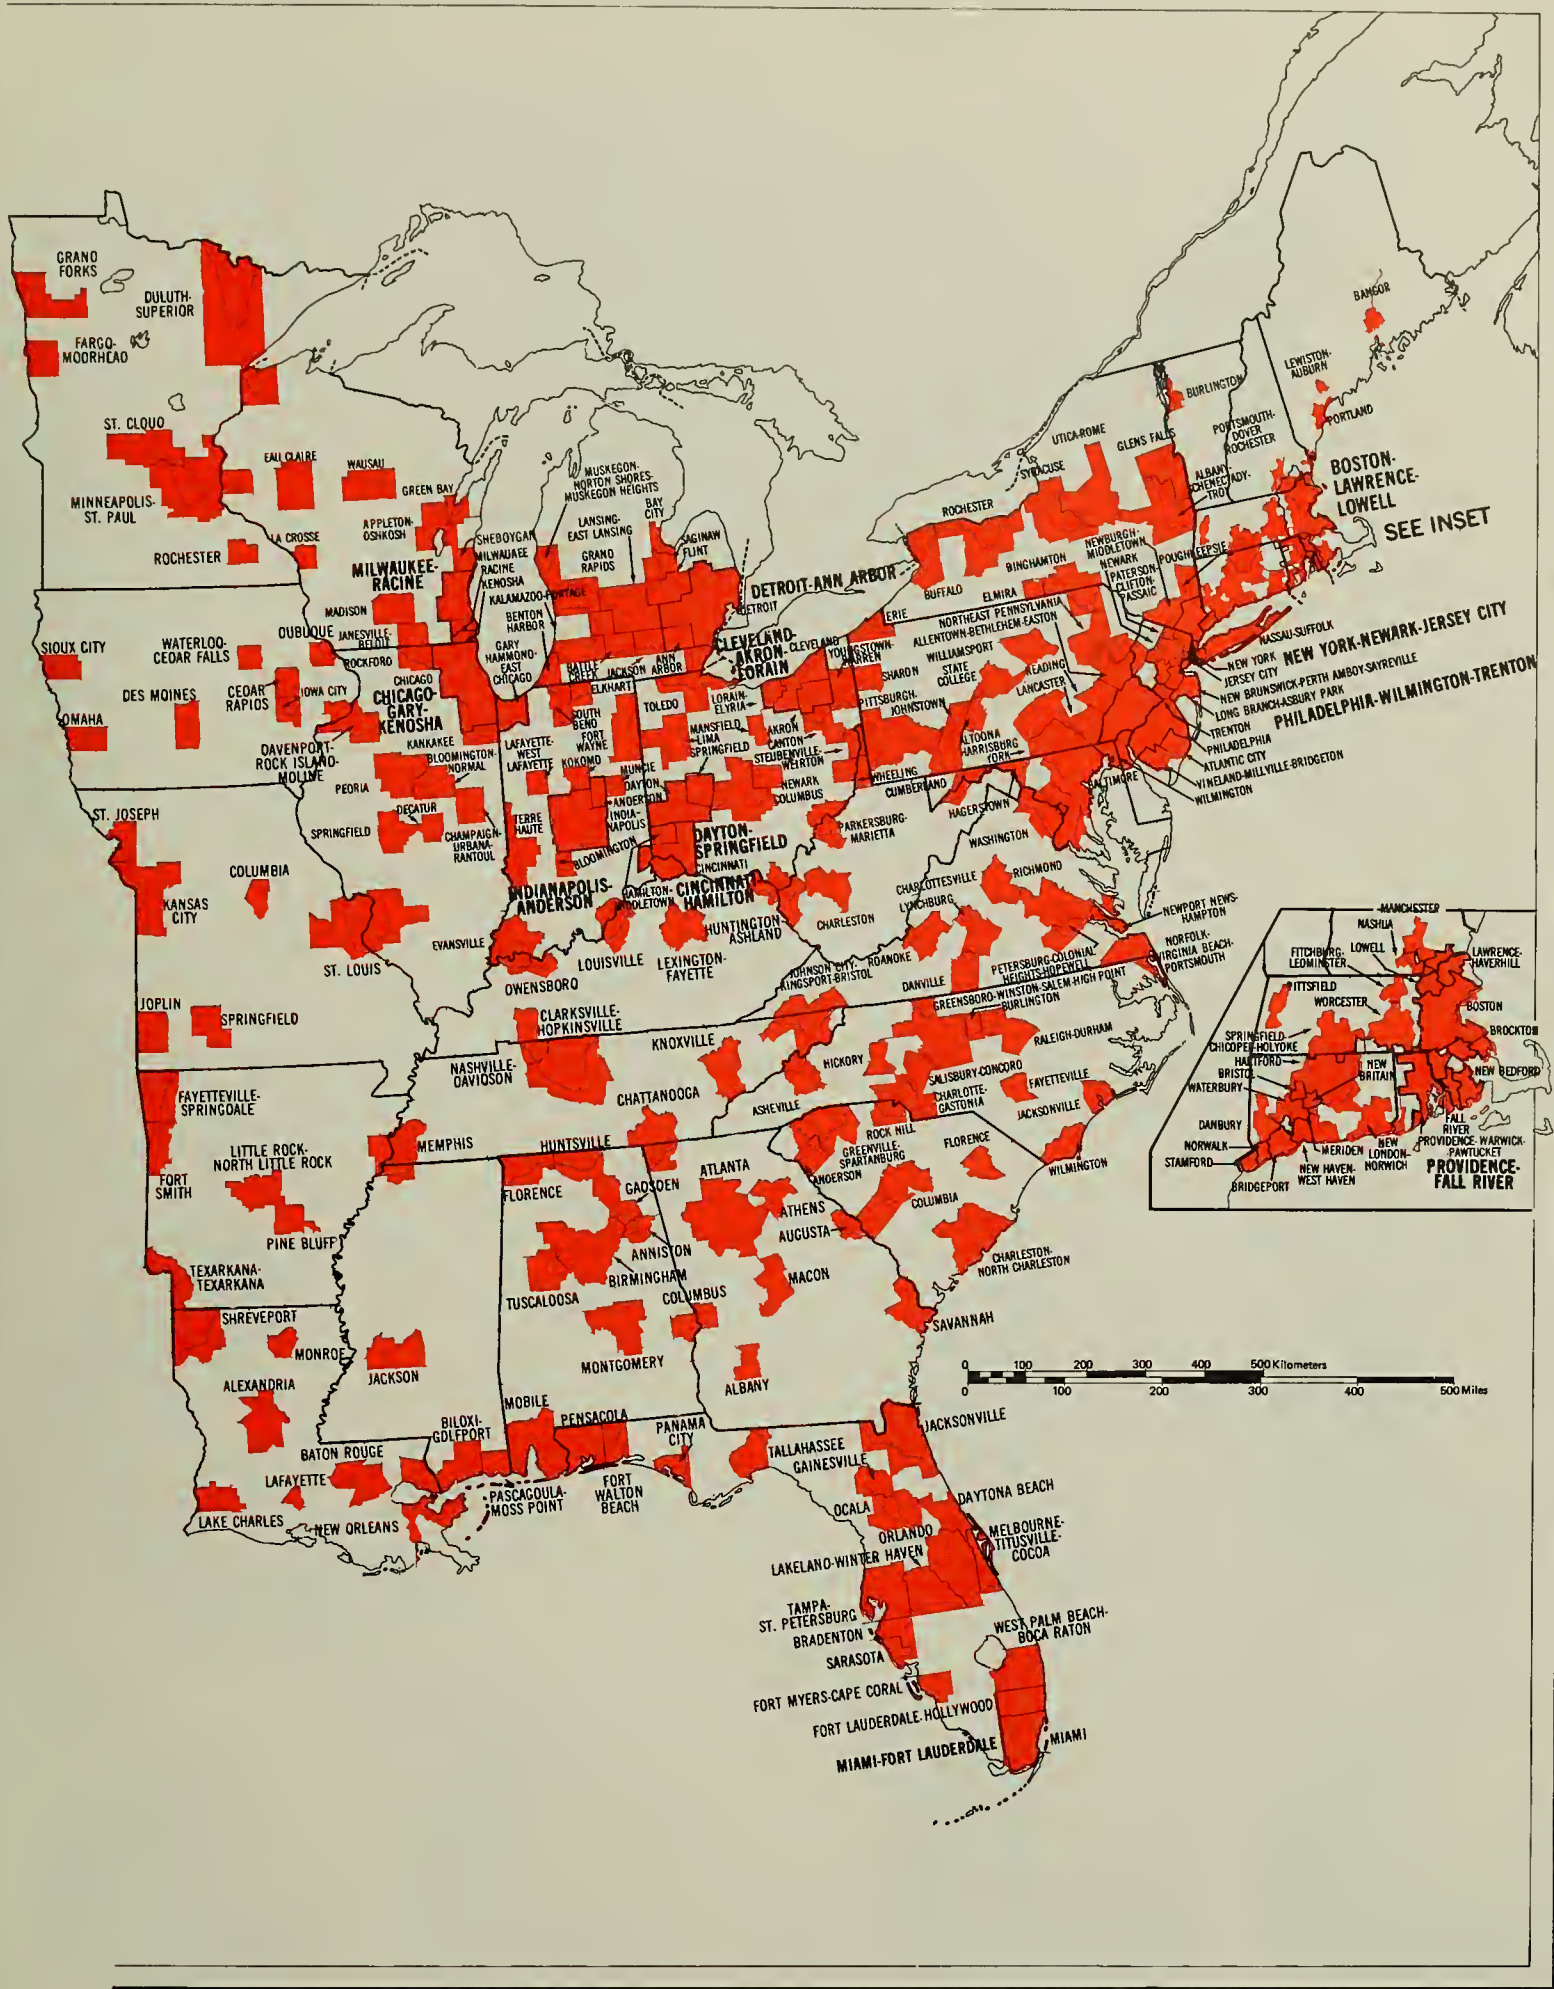 GRANO
FORKS
DULUTH-
SUPERIOR
FARGO-
MOORHEAD
BANGOR
LEWISTON-
AUBURN
BURLINGTON
PORTLAND
PORTSMOUTH-
DOVER
ROCHESTER
ST. CLOUO
EAU CLAIRE
WAUSAU
GREEN BAY
MUSKEGON-
NORTON SHORES-
MUSKEGON HEIGHTS
BAY
CITY
UTICA-ROME
GLENS FALLS
SYRACUSE
ALBANY-
SCHENECTADY-
TROY
BOSTON-
LAWRENCE-
LOWELL
SEE INSET
MINNEAPOLIS-
ST. PAUL
ROCHESTER
LA CROSSE
APPLETON-
OSHKOSH
SHEBOYGAN
MILWAUKEE
RACINE
KENOSHA
MILWAUKEE-
RACINE
LANSING-
EAST LANSING
GRAND
RAPIDS
SAGINAW
FLINT
ROCHESTER
NEWBURGH-
MIDDLETOWN
POUGHKEEPSIE
NEWARK
PATERSON-
CLIFTON-
PASSAIC
BINGHAMTON
ELMIRA
BUFFALO
ERIE
DETROIT-ANN ARBOR
DETROIT
KALAMAZOO-PORTAGE
BENTON
HARBOR
MADISON
JANESVILLE-
BELOIT
DUBUQUE
ROCKFORD
GARY
HAMMOND-
EAST
CHICAGO
BATTLE
CREEK
JACKSON
ANN
ARBOR
CLEVELAND-
AKRON-
LORAIN
CLEVELAND
YOUNGSTOWN-
WARREN
NORTHEAST PENNSYLVANIA
ALLENTOWN-BETHLEHEM-EASTON
WILLIAMSPORT
STATE
COLLEGE
READING
LANCASTER
SHARON
NASSAU-SUFFOLK
NEW YORK
NEW YORK-NEWARK-JERSEY CITY
JERSEY CITY
NEW BRUNSWICK-PERTH AMBOY-SAYREVILLE
LONG BRANCH-ASBURY PARK
TRENTON
PHILADELPHIA-WILMINGTON-TRENTON
PHILADELPHIA
ATLANTIC CITY
VINELAND-MILLVILLE-BRIDGETON
WILMINGTON
SIOUX CITY
WATERLOO-
CEOAR FALLS
DES MOINES
CEDAR
RAPIDS
IOWA CITY
OMAHA
DAVENPORT-
ROCK ISLAND-
MOLINE
CHICAGO
CHICAGO-
GARY-
KENOSHA
KANKAKEE
ELKHART
SOUTH
BENO
FORT
WAYNE
TOLEDO
LORAIN-
ELYRIA
MANSFIELD
LIMA
SPRINGFIELD
AKRON
CANTON
STEUBENVILLE-
WEIRTON
PITTSBURGH
JOHNSTOWN
ALTOONA
HARRISBURG
YORK
BLOOMINGTON-
NORMAL
LAFAYETTE-
WEST
LAFAYETTE
KOKOMO
MUNCIE
DAYTON
ANDERSON
INDIA-
NAPOLIS
NEWARK
COLUMBUS
WHEELING
CUMBERLAND
HAGERSTOWN
BALTIMORE
WASHINGTON
PARKERSBURG-
MARIETTA
PEORIA
DECATUR
SPRINGFIELD
CHAMPAIGN-
URBANA-
RANTOUL
TERRE
HAUTE
BLOOMINGTON
DAYTON-
SPRINGFIELD
CINCINNATI
INDIANAPOLIS-
ANDERSON
HAMILTON-
MIDDLETOWN
CINCINNATI-
HAMILTON
ST. JOSEPH
COLUMBIA
KANSAS
CITY
ST. LOUIS
EVANSVILLE
OWENSBORO
LOUISVILLE
LEXINGTON-
FAYETTE
HUNTINGTON-
ASHLAND
CHARLESTON
CHARLOTTESVILLE
LYNCHBURG
RICHMOND
NEWPORT NEWS-
HAMPTON
NORFOLK-
VIRGINIA BEACH-
PORTSMOUTH
ROANOKE
PETERSBURG-COLONIAL
HEIGHTS-HOPEWELL
DANVILLE
JOHNSON CITY-
KINGSPORT-BRISTOL
GREENSBORO-WINSTON-SALEM-HIGH POINT
BURLINGTON
RALEIGH-DURHAM
MANCHESTER
NASHUA
LOWELL
FITCHBURG-
LEOMINSTER
LAWRENCE-
HAVERHILL
PITTSFIELD
WORCESTER
BOSTON
SPRINGFIELD-
CHICOPEE-HOLYOKE
BROCKTON
HARTFORD
BRISTOL
NEW
BRITAIN
NEW BEDFORD
WATERBURY
DANBURY
NORWALK
STAMFORD
BRIDGEPORT
NEW HAVEN-
WEST HAVEN
MERIDEN
NEW
LONDON-
NORWICH
FALL
RIVER
PROVIDENCE-WARWICK-
PAWTUCKET
PROVIDENCE-
FALL RIVER
JOPLIN
SPRINGFIELD
CLARKSVILLE-
HOPKINSVILLE
NASHVILLE-
DAVIDSON
KNOXVILLE
CHATTANOOGA
HICKORY
ASHEVILLE
SALISBURY-CONCORO
CHARLOTTE-
GASTONIA
FAYETTEVILLE
JACKSONVILLE
WILMINGTON
ROCK HILL
GREENVILLE-
SPARTANBURG
ANDERSON
FLORENCE
COLUMBIA
CHARLESTON-
NORTH CHARLESTON
FAYETTEVILLE-
SPRINGDALE
FORT
SMITH
LITTLE ROCK-
NORTH LITTLE ROCK
PINE BLUFF
MEMPHIS
HUNTSVILLE
FLORENCE
GADSDEN
ANNISTON
BIRMINGHAM
TUSCALOOSA
ATLANTA
ATHENS
AUGUSTA
MACON
COLUMBUS
SAVANNAH
TEXARKANA-
TEXARKANA
SHREVEPORT
MONROE
JACKSON
MONTGOMERY
ALBANY
ALEXANDRIA
BATON ROUGE
LAFAYETTE
LAKE CHARLES
NEW ORLEANS
BILOXI-
GULFPORT
MOBILE
PENSACOLA
PASCAGOULA-
MOSS POINT
FORT
WALTON
BEACH
PANAMA
CITY
TALLAHASSEE
JACKSONVILLE
GAINESVILLE
OCALA
DAYTONA BEACH
ORLANDO
MELBOURNE-
TITUSVILLE-
COCOA
LAKELAND-WINTER HAVEN
TAMPA-
ST. PETERSBURG
BRADENTON
SARASOTA
WEST PALM BEACH-
BOCA RATON
FORT MYERS-CAPE CORAL
FORT LAUDERDALE-HOLLYWOOD
MIAMI-FORT LAUDERDALE
MIAMI
0 100 200 300 400 500 Kilometers
0 100 200 300 400 500 Miles